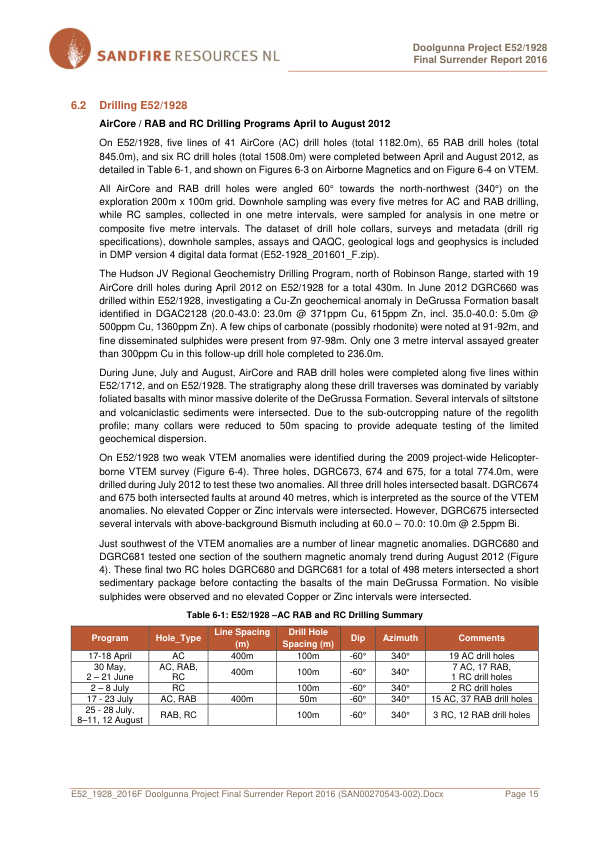 SANDFIRE RESOURCES NL
Doolgunna Project E52/1928
Final Surrender Report 2016
6.2 Drilling E52/1928
AirCore / RAB and RC Drilling Programs April to August 2012
On E52/1928, five lines of 41 AirCore (AC) drill holes (total 1182.0m), 65 RAB drill holes (total
845.0m), and six RC drill holes (total 1508.0m) were completed between April and August 2012, as
detailed in Table 6-1, and shown on Figures 6-3 on Airborne Magnetics and on Figure 6-4 on VTEM.
All AirCore and RAB drill holes were angled 60° towards the north-northwest (340°) on the
exploration 200m x 100m grid. Downhole sampling was every five metres for AC and RAB drilling,
while RC samples, collected in one metre intervals, were sampled for analysis in one metre or
composite five metre intervals. The dataset of drill hole collars, surveys and metadata (drill rig
specifications), downhole samples, assays and QAQC, geological logs and geophysics is included
in DMP version 4 digital data format (E52-1928_201601_F.zip).
The Hudson JV Regional Geochemistry Drilling Program, north of Robinson Range, started with 19
AirCore drill holes during April 2012 on E52/1928 for a total 430m. In June 2012 DGRC660 was
drilled within E52/1928, investigating a Cu-Zn geochemical anomaly in DeGrussa Formation basalt
identified in DGAC2128 (20.0-43.0: 23.0m @ 371ppm Cu, 615ppm Zn, incl. 35.0-40.0: 5.0m @
500ppm Cu, 1360ppm Zn). A few chips of carbonate (possibly rhodonite) were noted at 91-92m, and
fine disseminated sulphides were present from 97-98m. Only one 3 metre interval assayed greater
than 300ppm Cu in this follow-up drill hole completed to 236.0m.
During June, July and August, AirCore and RAB drill holes were completed along five lines within
E52/1712, and on E52/1928. The stratigraphy along these drill traverses was dominated by variably
foliated basalts with minor massive dolerite of the DeGrussa Formation. Several intervals of siltstone
and volcaniclastic sediments were intersected. Due to the sub-outcropping nature of the regolith
profile; many collars were reduced to 50m spacing to provide adequate testing of the limited
geochemical dispersion.
On E52/1928 two weak VTEM anomalies were identified during the 2009 project-wide Helicopter-
borne VTEM survey (Figure 6-4). Three holes, DGRC673, 674 and 675, for a total 774.0m, were
drilled during July 2012 to test these two anomalies. All three drill holes intersected basalt. DGRC674
and 675 both intersected faults at around 40 metres, which is interpreted as the source of the VTEM
anomalies. No elevated Copper or Zinc intervals were intersected. However, DGRC675 intersected
several intervals with above-background Bismuth including at 60.0 – 70.0: 10.0m @ 2.5ppm Bi.
Just southwest of the VTEM anomalies are a number of linear magnetic anomalies. DGRC680 and
DGRC681 tested one section of the southern magnetic anomaly trend during August 2012 (Figure
4). These final two RC holes DGRC680 and DGRC681 for a total of 498 meters intersected a short
sedimentary package before contacting the basalts of the main DeGrussa Formation. No visible
sulphides were observed and no elevated Copper or Zinc intervals were intersected.
Table 6-1: E52/1928 –AC RAB and RC Drilling Summary
Program Hole_Type Line Spacing (m) Drill Hole Spacing (m) Dip Azimuth Comments
17-18 April AC 400m 100m -60° 340° 19 AC drill holes
30 May, 2 – 21 June AC, RAB, RC 400m 100m -60° 340° 7 AC, 17 RAB, 1 RC drill holes
2 – 8 July RC 100m -60° 340° 2 RC drill holes
17 - 23 July AC, RAB 400m 50m -60° 340° 15 AC, 37 RAB drill holes
25 - 28 July, 8–11, 12 August RAB, RC 100m -60° 340° 3 RC, 12 RAB drill holes
E52_1928_2016F Doolgunna Project Final Surrender Report 2016 (SAN00270543-002).Docx Page 15